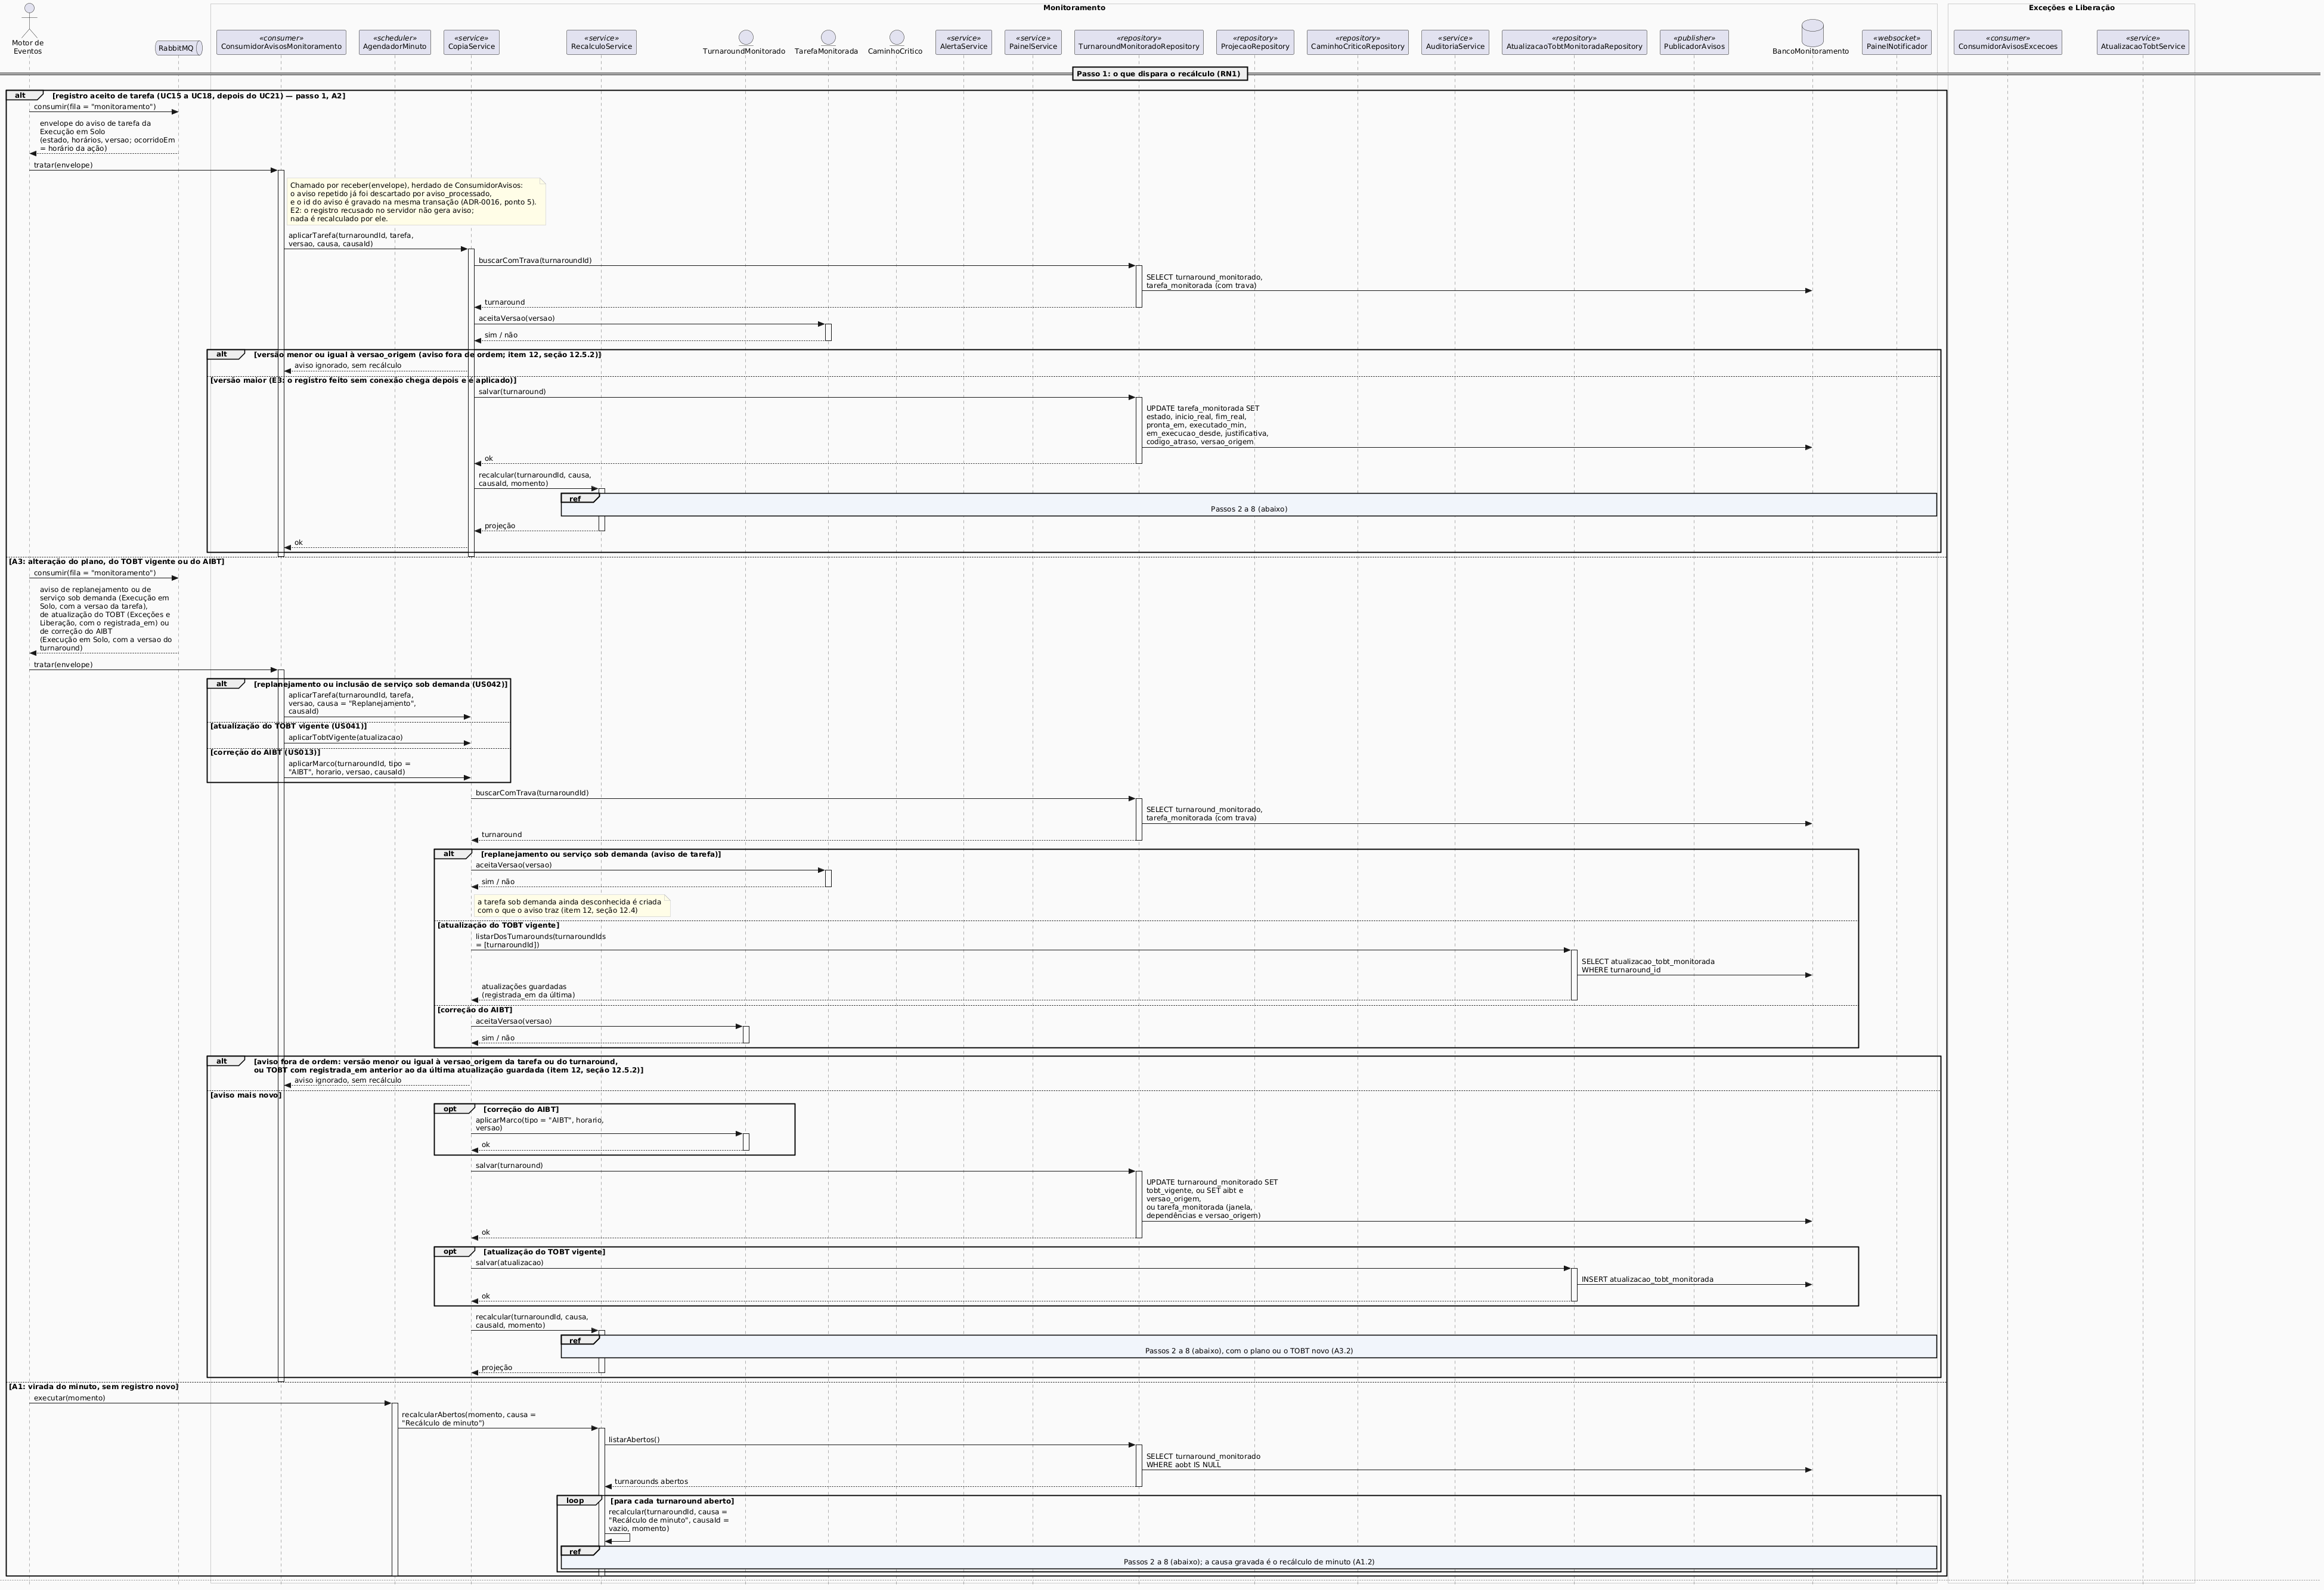 Monitoramento
Exceções e Liberação
Motor de
Eventos
RabbitMQ
«consumer»
ConsumidorAvisosMonitoramento
«scheduler»
AgendadorMinuto
«service»
CopiaService
«service»
RecalculoService
TurnaroundMonitorado
TarefaMonitorada
CaminhoCritico
«service»
AlertaService
«service»
PainelService
«repository»
TurnaroundMonitoradoRepository
«repository»
ProjecaoRepository
«repository»
CaminhoCriticoRepository
«service»
AuditoriaService
«repository»
AtualizacaoTobtMonitoradaRepository
«publisher»
PublicadorAvisos
BancoMonitoramento
«websocket»
PainelNotificador
«consumer»
ConsumidorAvisosExcecoes
«service»
AtualizacaoTobtService
Passo 1: o que dispara o recálculo (RN1)
alt [registro aceito de tarefa (UC15 a UC18, depois do UC21) — passo 1, A2]
consumir(fila = "monitoramento")
envelope do aviso de tarefa da
Execução em Solo
(estado, horários, versao; ocorridoEm
= horário da ação)
tratar(envelope)
Chamado por receber(envelope), herdado de ConsumidorAvisos:
o aviso repetido já foi descartado por aviso_processado,
e o id do aviso é gravado na mesma transação (ADR-0016, ponto 5).
E2: o registro recusado no servidor não gera aviso;
nada é recalculado por ele.
aplicarTarefa(turnaroundId, tarefa,
versao, causa, causaId)
buscarComTrava(turnaroundId)
SELECT turnaround_monitorado,
tarefa_monitorada (com trava)
turnaround
aceitaVersao(versao)
sim / não
alt [versão menor ou igual à versao_origem (aviso fora de ordem; item 12, seção 12.5.2)]
aviso ignorado, sem recálculo
[versão maior (E3: o registro feito sem conexão chega depois e é aplicado)]
salvar(turnaround)
UPDATE tarefa_monitorada SET
estado, inicio_real, fim_real,
pronta_em, executado_min,
em_execucao_desde, justificativa,
codigo_atraso, versao_origem
ok
recalcular(turnaroundId, causa,
causaId, momento)
ref
Passos 2 a 8 (abaixo)
projeção
ok
[A3: alteração do plano, do TOBT vigente ou do AIBT]
consumir(fila = "monitoramento")
aviso de replanejamento ou de
serviço sob demanda (Execução em
Solo, com a versao da tarefa),
de atualização do TOBT (Exceções e
Liberação, com o registrada_em) ou
de correção do AIBT
(Execução em Solo, com a versao do
turnaround)
tratar(envelope)
alt [replanejamento ou inclusão de serviço sob demanda (US042)]
aplicarTarefa(turnaroundId, tarefa,
versao, causa = "Replanejamento",
causaId)
[atualização do TOBT vigente (US041)]
aplicarTobtVigente(atualizacao)
[correção do AIBT (US013)]
aplicarMarco(turnaroundId, tipo =
"AIBT", horario, versao, causaId)
buscarComTrava(turnaroundId)
SELECT turnaround_monitorado,
tarefa_monitorada (com trava)
turnaround
alt [replanejamento ou serviço sob demanda (aviso de tarefa)]
aceitaVersao(versao)
sim / não
a tarefa sob demanda ainda desconhecida é criada
com o que o aviso traz (item 12, seção 12.4)
[atualização do TOBT vigente]
listarDosTurnarounds(turnaroundIds
= [turnaroundId])
SELECT atualizacao_tobt_monitorada
WHERE turnaround_id
atualizações guardadas
(registrada_em da última)
[correção do AIBT]
aceitaVersao(versao)
sim / não
alt [aviso fora de ordem: versão menor ou igual à versao_origem da tarefa ou do turnaround,
ou TOBT com registrada_em anterior ao da última atualização guardada (item 12, seção 12.5.2)]
aviso ignorado, sem recálculo
[aviso mais novo]
opt [correção do AIBT]
aplicarMarco(tipo = "AIBT", horario,
versao)
ok
salvar(turnaround)
UPDATE turnaround_monitorado SET
tobt_vigente, ou SET aibt e
versao_origem,
ou tarefa_monitorada (janela,
dependências e versao_origem)
ok
opt [atualização do TOBT vigente]
salvar(atualizacao)
INSERT atualizacao_tobt_monitorada
ok
recalcular(turnaroundId, causa,
causaId, momento)
ref
Passos 2 a 8 (abaixo), com o plano ou o TOBT novo (A3.2)
projeção
[A1: virada do minuto, sem registro novo]
executar(momento)
recalcularAbertos(momento, causa =
"Recálculo de minuto")
listarAbertos()
SELECT turnaround_monitorado
WHERE aobt IS NULL
turnarounds abertos
loop [para cada turnaround aberto]
recalcular(turnaroundId, causa =
"Recálculo de minuto", causaId =
vazio, momento)
ref
Passos 2 a 8 (abaixo); a causa gravada é o recálculo de minuto (A1.2)